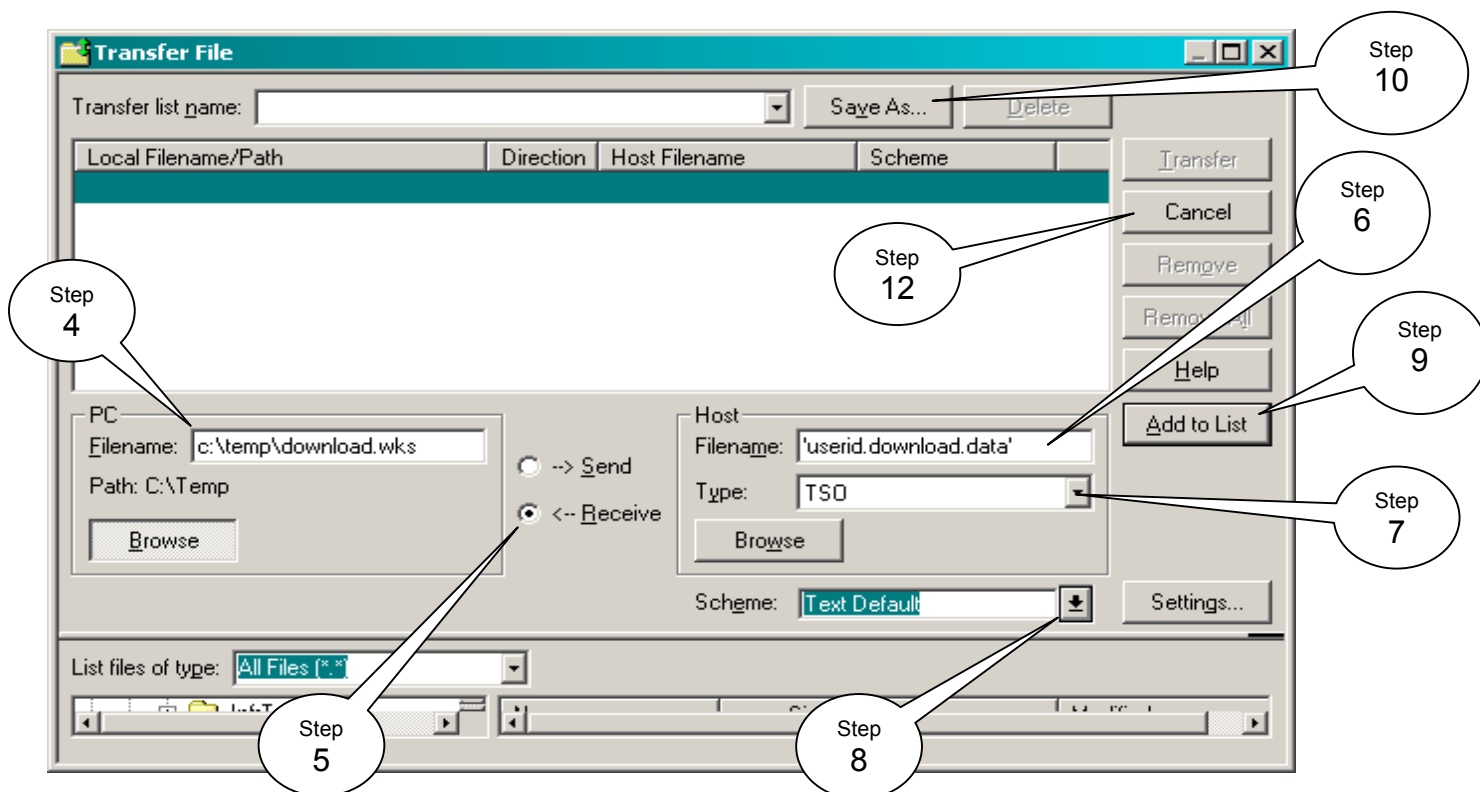 Transfer File
Step
10
Transfer list name:
Save As...
Delete
Local Filename/Path Direction Host Filename Scheme
Transfer
Step
6
Cancel
Step
12
Remove
Step
4
Step
9
Help
PC
Filename: c:\temp\download.wks
Path: C:\Temp
Browse
--> Send
<-- Receive
Host
Filename: 'userid.download.data'
Type: TSO
Browse
Add to List
Step
7
Scheme: Text Default
Settings...
List files of type: All Files (*.*)
Step
5
Step
8